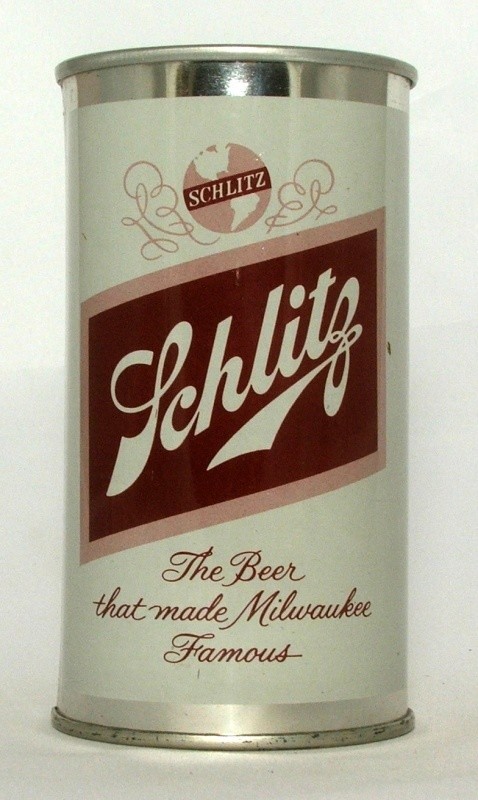 SCHLITZ
Schlitz
The Beer
that made Milwaukee
Famous